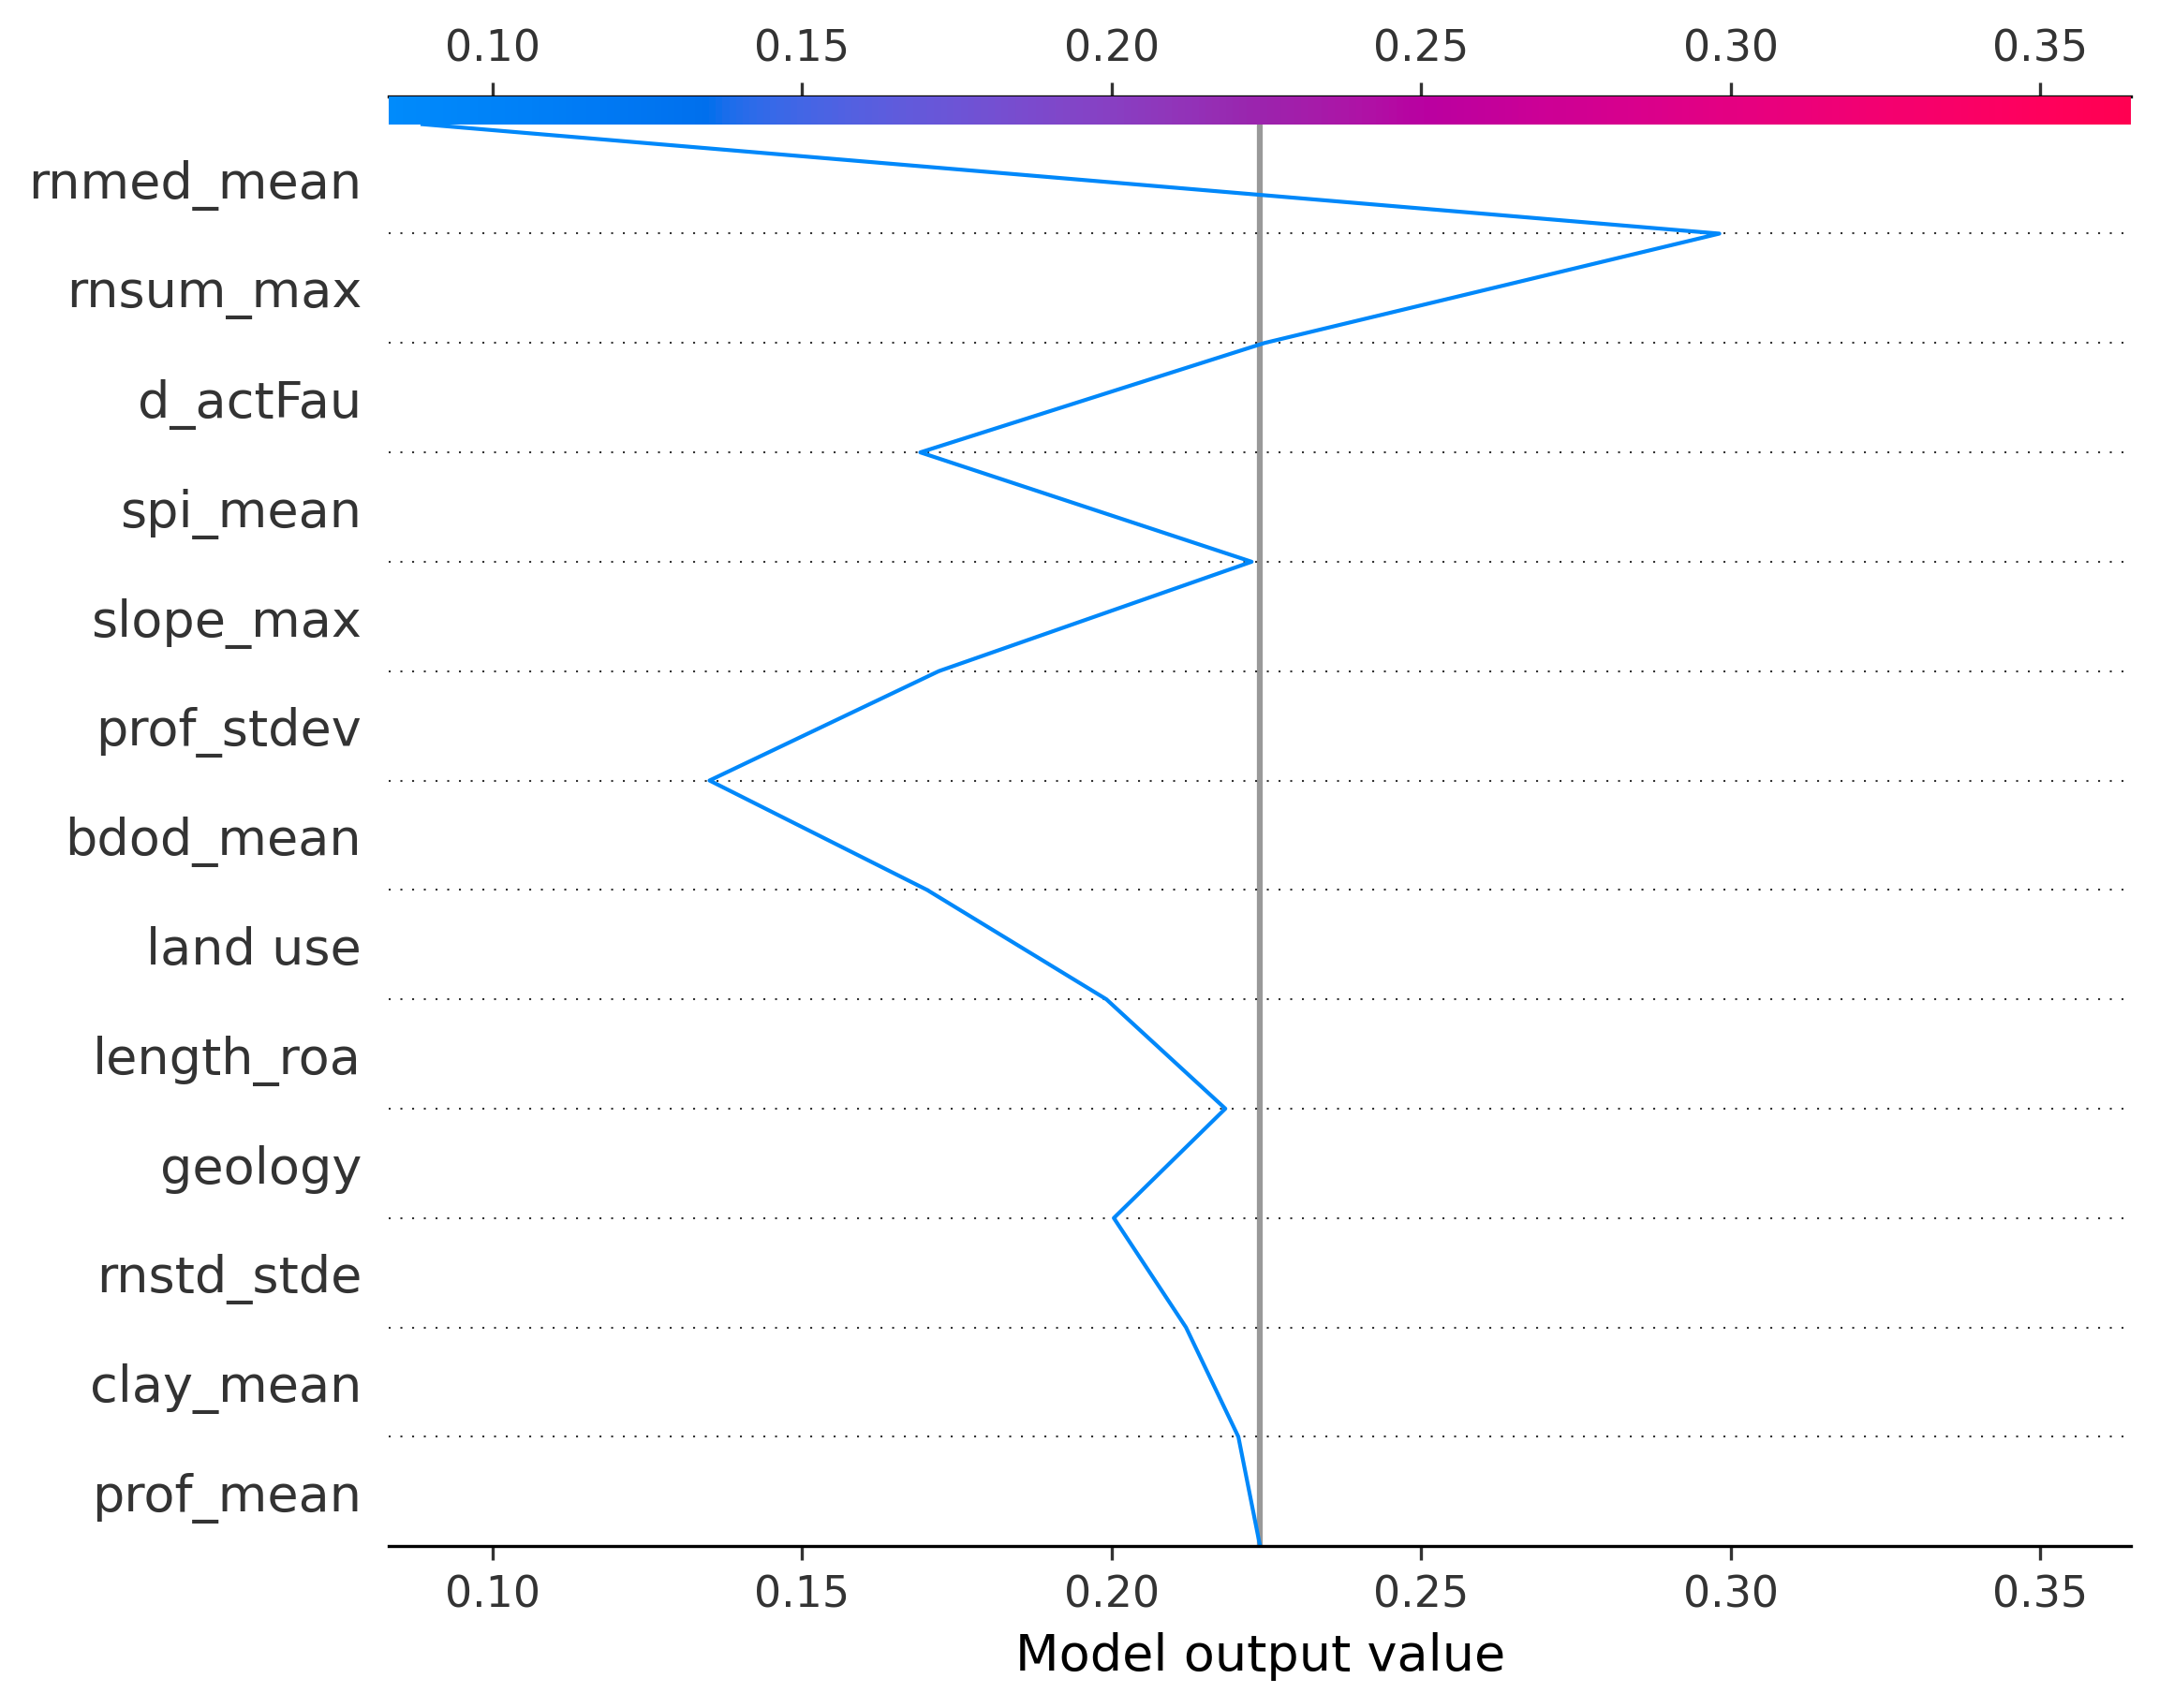 0.10 0.15 0.20 0.25 0.30 0.35
rnmed_mean
rnsum_max
d_actFau
spi_mean
slope_max
prof_stdev
bdod_mean
land use
length_roa
geology
rnstd_stde
clay_mean
prof_mean
0.10 0.15 0.20 0.25 0.30 0.35
Model output value